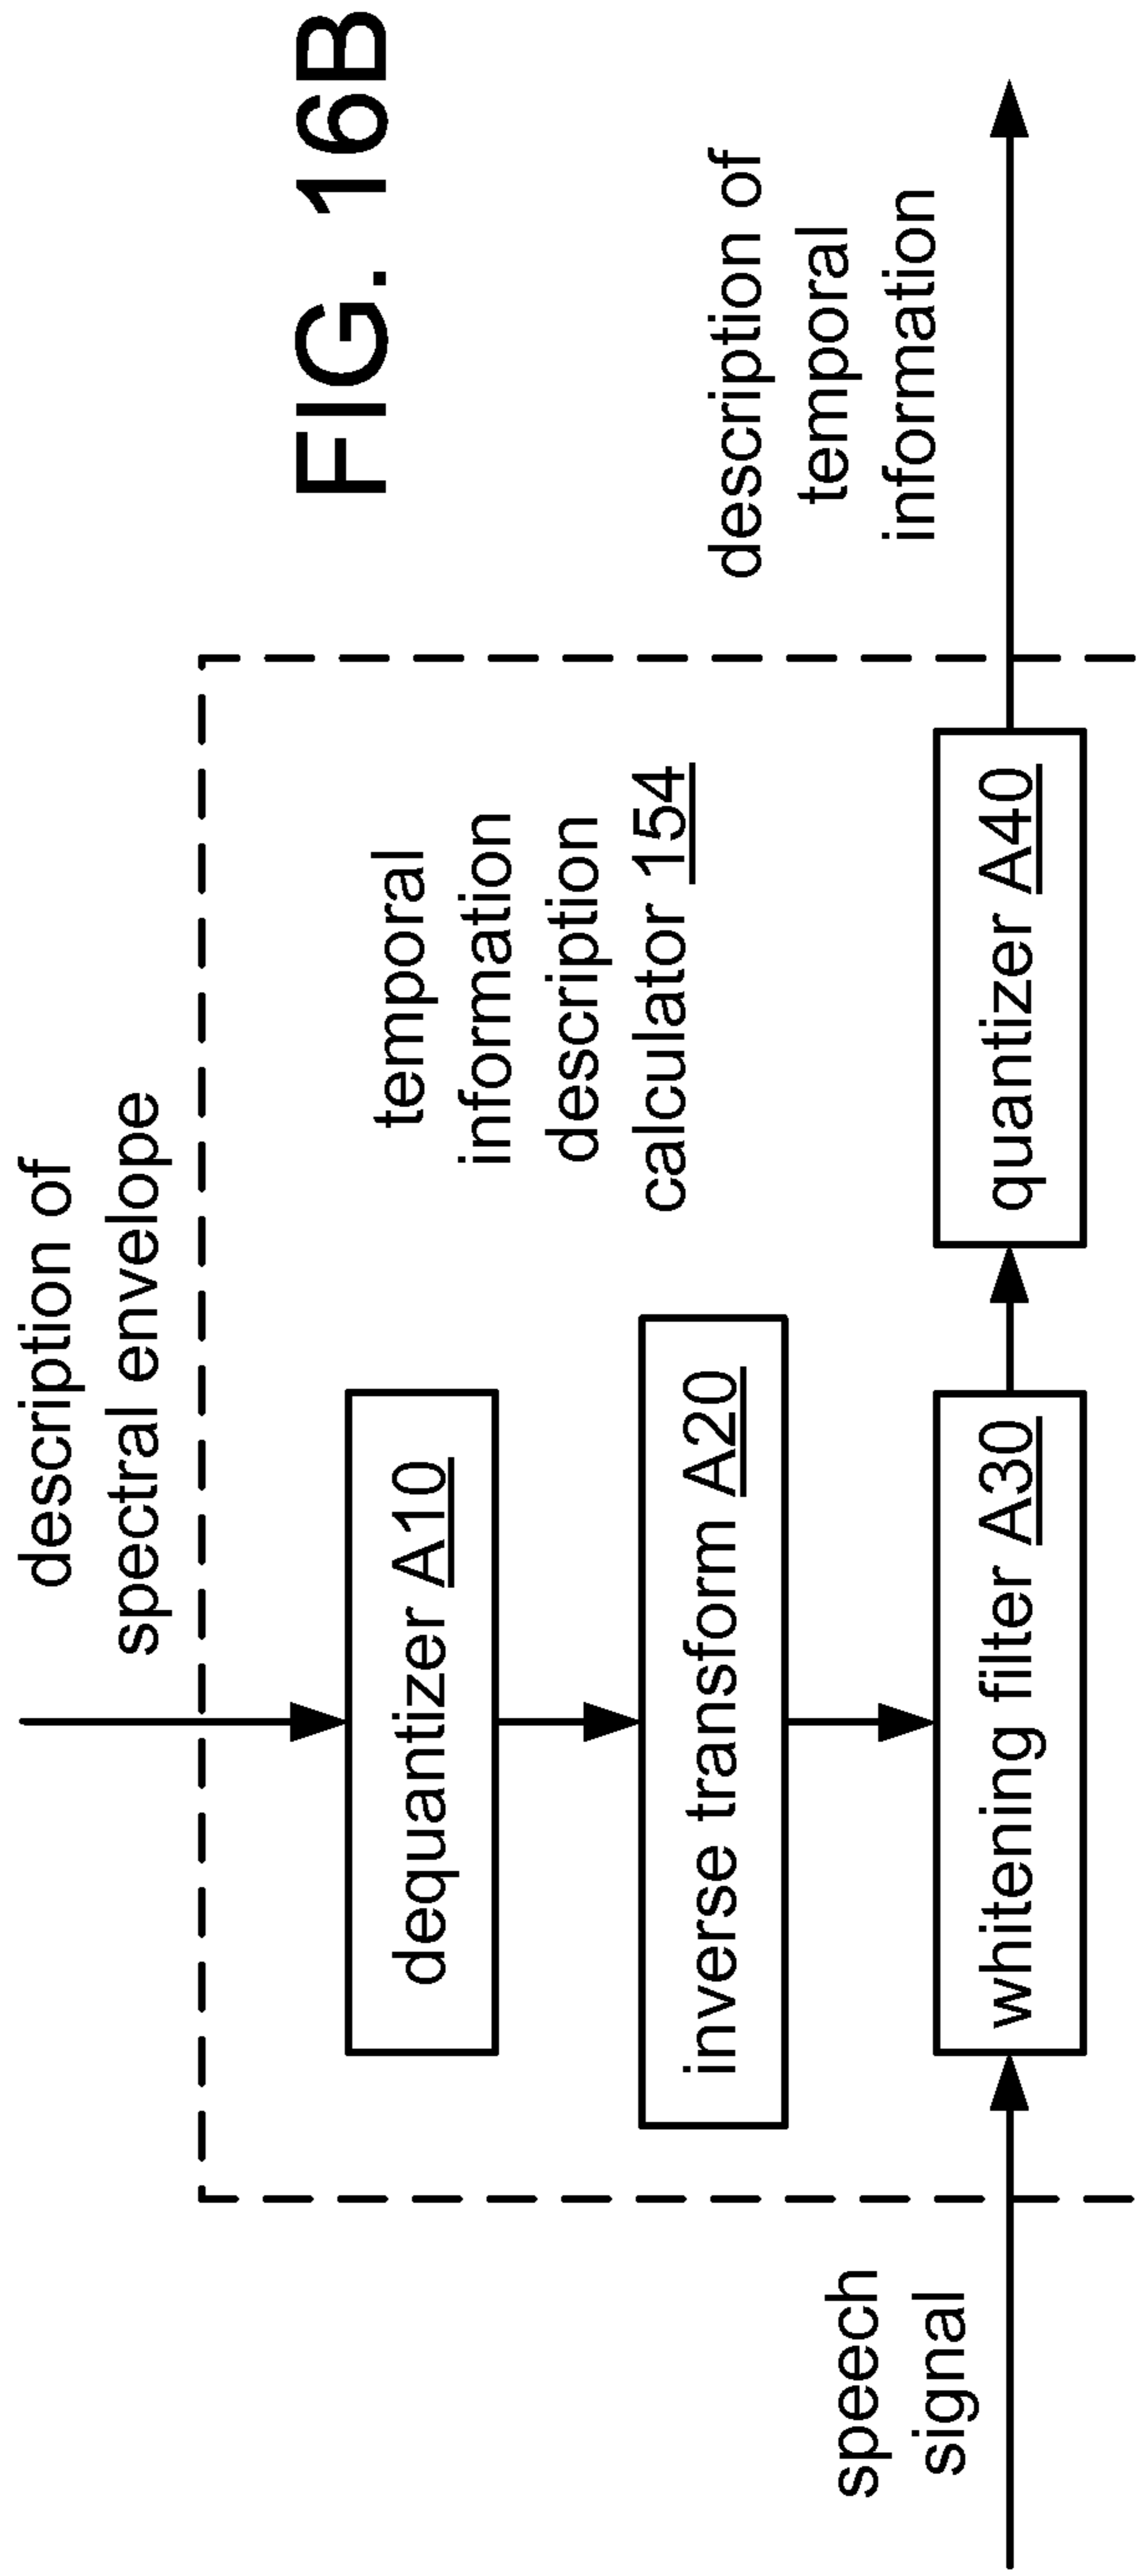 description of
spectral envelope
FIG. 16B
dequantizer A10
temporal
information
description
calculator 154
inverse transform A20
speech
signal
whitening filter A30
quantizer A40
description of
temporal
information